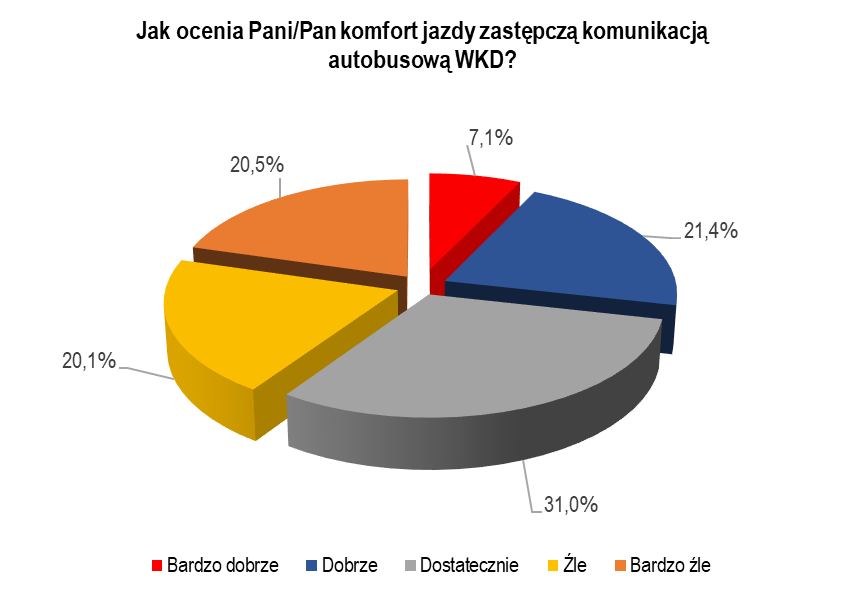 Jak ocenia Pani/Pan komfort jazdy zastępczą komunikacją
autobusową WKD?
7,1%
20,5%
21,4%
20,1%
31,0%
Bardzo dobrze
Dobrze
Dostatecznie
Źle
Bardzo źle